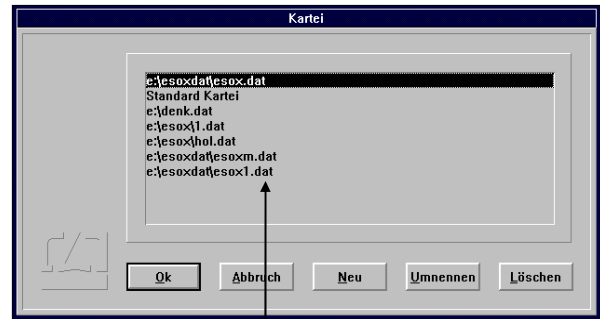 Kartei
e:\esoxdat\esox.dat
Standard Kartei
e:\denk.dat
e:\esox\1.dat
e:\esox\hol.dat
e:\esoxdat\esoxm.dat
e:\esoxdat\esox1.dat
Ok Abbruch Neu Umnennen Löschen